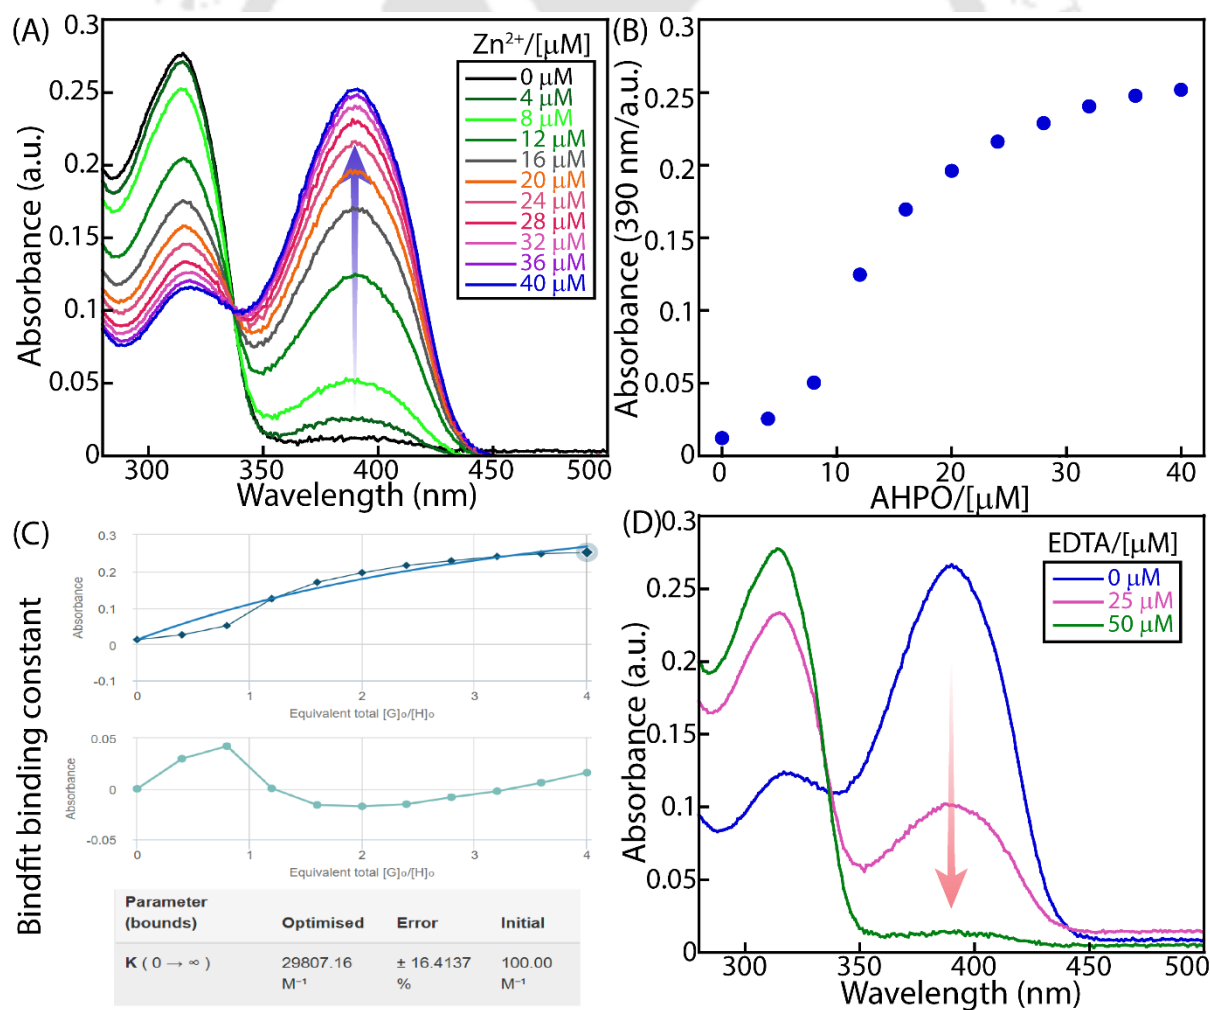 (A)
0.3
0.25
0.2
0.15
0.1
0.05
0
Absorbance (a.u.)
Zn²⁺/[μM]
0 μM
4 μM
8 μM
12 μM
16 μM
20 μM
24 μM
28 μM
32 μM
36 μM
40 μM
300 350 400 450 500
Wavelength (nm)
(B)
0.3
0.25
0.2
0.15
0.1
0.05
0
Absorbance (390 nm/a.u.)
0 10 20 30 40
AHPO/[μM]
(C)
Bindfit binding constant
0.3
0.2
0.1
0
-0.1
Absorbance
0 1 2 3 4
Equivalent total [G]₀/[H]₀
0.05
0
-0.05
Absorbance
0 1 2 3 4
Equivalent total [G]₀/[H]₀
Parameter
(bounds) Optimised Error Initial
K ( 0 → ∞ ) 29807.16 ± 16.4137 100.00
M⁻¹ % M⁻¹
(D)
0.3
0.25
0.2
0.15
0.1
0.05
0
Absorbance (a.u.)
EDTA/[μM]
0 μM
25 μM
50 μM
300 350 400 450 500
Wavelength (nm)